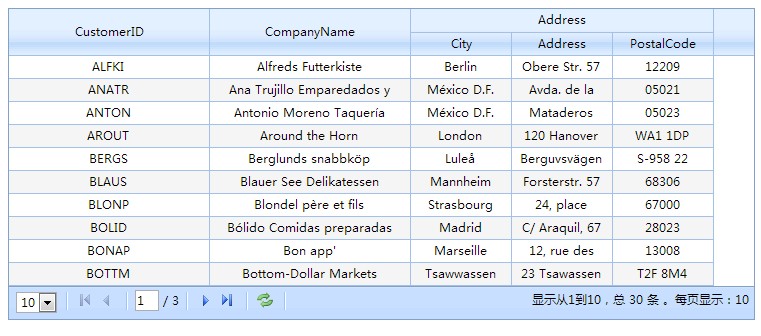 CustomerID CompanyName Address
City Address PostalCode
ALFKI Alfreds Futterkiste Berlin Obere Str. 57 12209
ANATR Ana Trujillo Emparedados y México D.F. Avda. de la 05021
ANTON Antonio Moreno Taquería México D.F. Mataderos 05023
AROUT Around the Horn London 120 Hanover WA1 1DP
BERGS Berglunds snabbköp Luleå Berguvsvägen S-958 22
BLAUS Blauer See Delikatessen Mannheim Forsterstr. 57 68306
BLONP Blondel père et fils Strasbourg 24, place 67000
BOLID Bólido Comidas preparadas Madrid C/ Araquil, 67 28023
BONAP Bon app' Marseille 12, rue des 13008
BOTTM Bottom-Dollar Markets Tsawwassen 23 Tsawassen T2F 8M4
10 1 / 3 显示从1到10，总 30 条 。每页显示：10